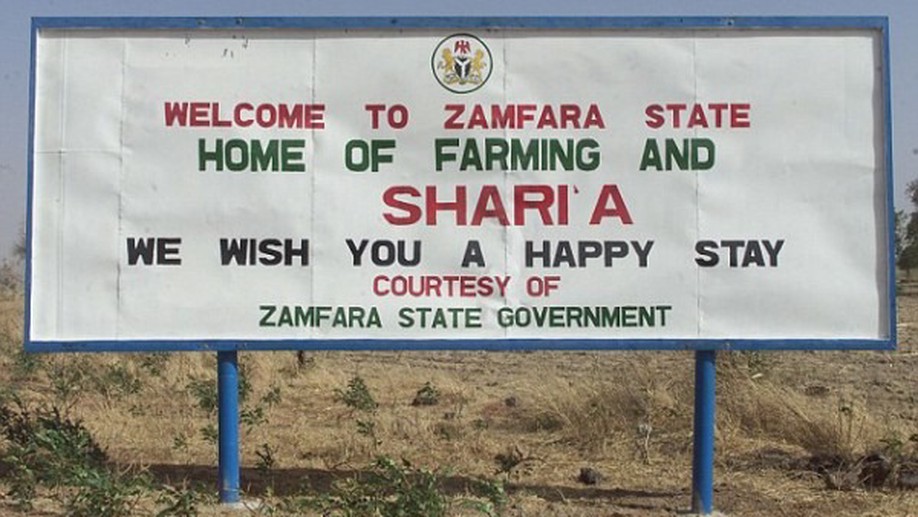 WELCOME TO ZAMFARA STATE
HOME OF FARMING AND
SHARI'A
WE WISH YOU A HAPPY STAY
COURTESY OF
ZAMFARA STATE GOVERNMENT